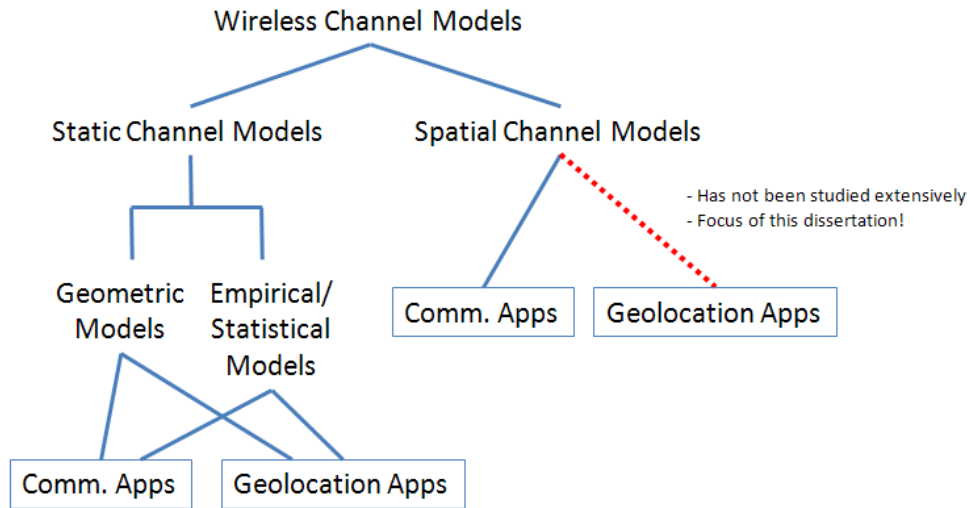 Wireless Channel Models
Static Channel Models
Spatial Channel Models
- Has not been studied extensively
- Focus of this dissertation!
Geometric
Models
Empirical/
Statistical
Models
Comm. Apps
Geolocation Apps
Comm. Apps
Geolocation Apps